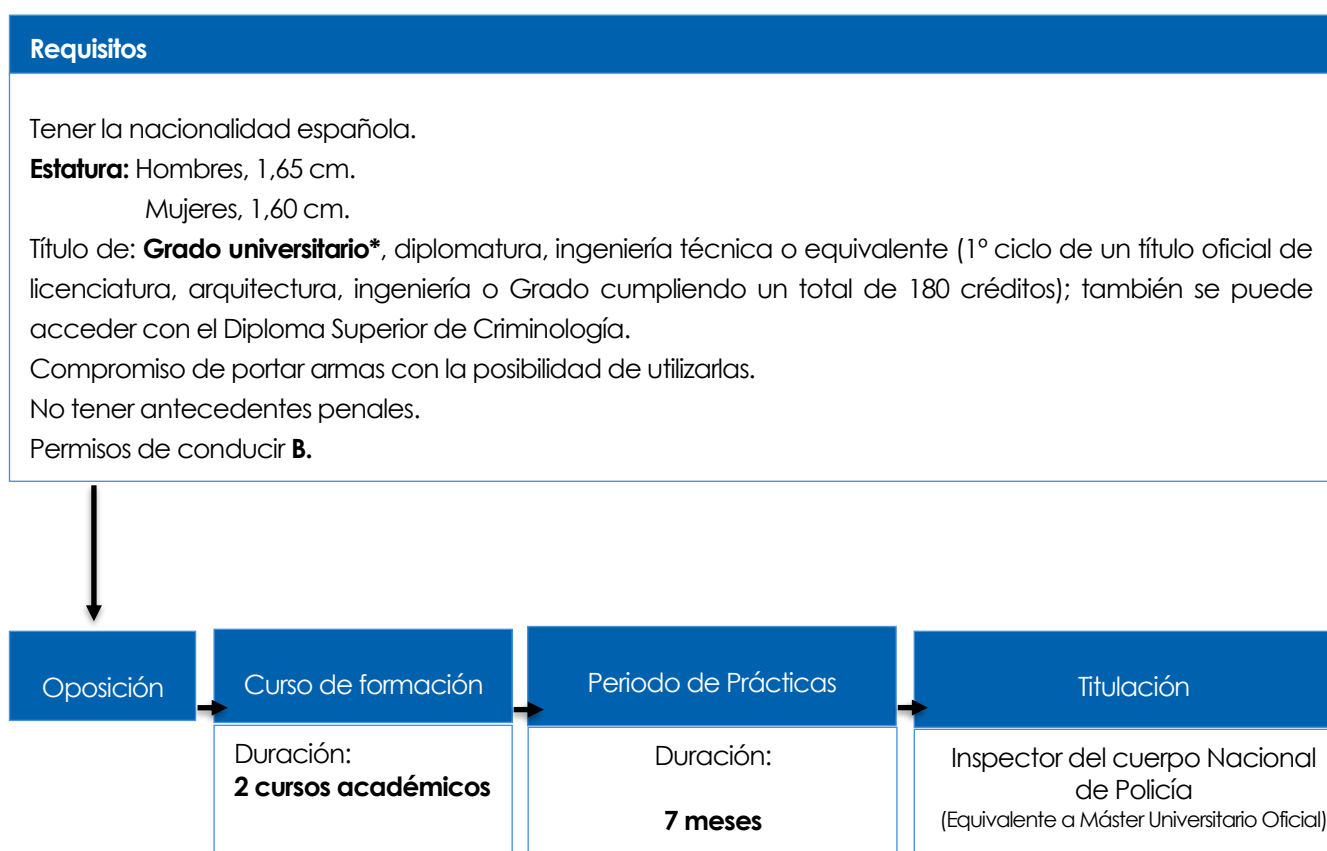 Requisitos
Tener la nacionalidad española.
Estatura: Hombres, 1,65 cm.
Mujeres, 1,60 cm.
Título de: Grado universitario*, diplomatura, ingeniería técnica o equivalente (1º ciclo de un título oficial de
licenciatura, arquitectura, ingeniería o Grado cumpliendo un total de 180 créditos); también se puede
acceder con el Diploma Superior de Criminología.
Compromiso de portar armas con la posibilidad de utilizarlas.
No tener antecedentes penales.
Permisos de conducir B.
Oposición
Curso de formación
Duración:
2 cursos académicos
Periodo de Prácticas
Duración:
7 meses
Titulación
Inspector del cuerpo Nacional
de Policía
(Equivalente a Máster Universitario Oficial)